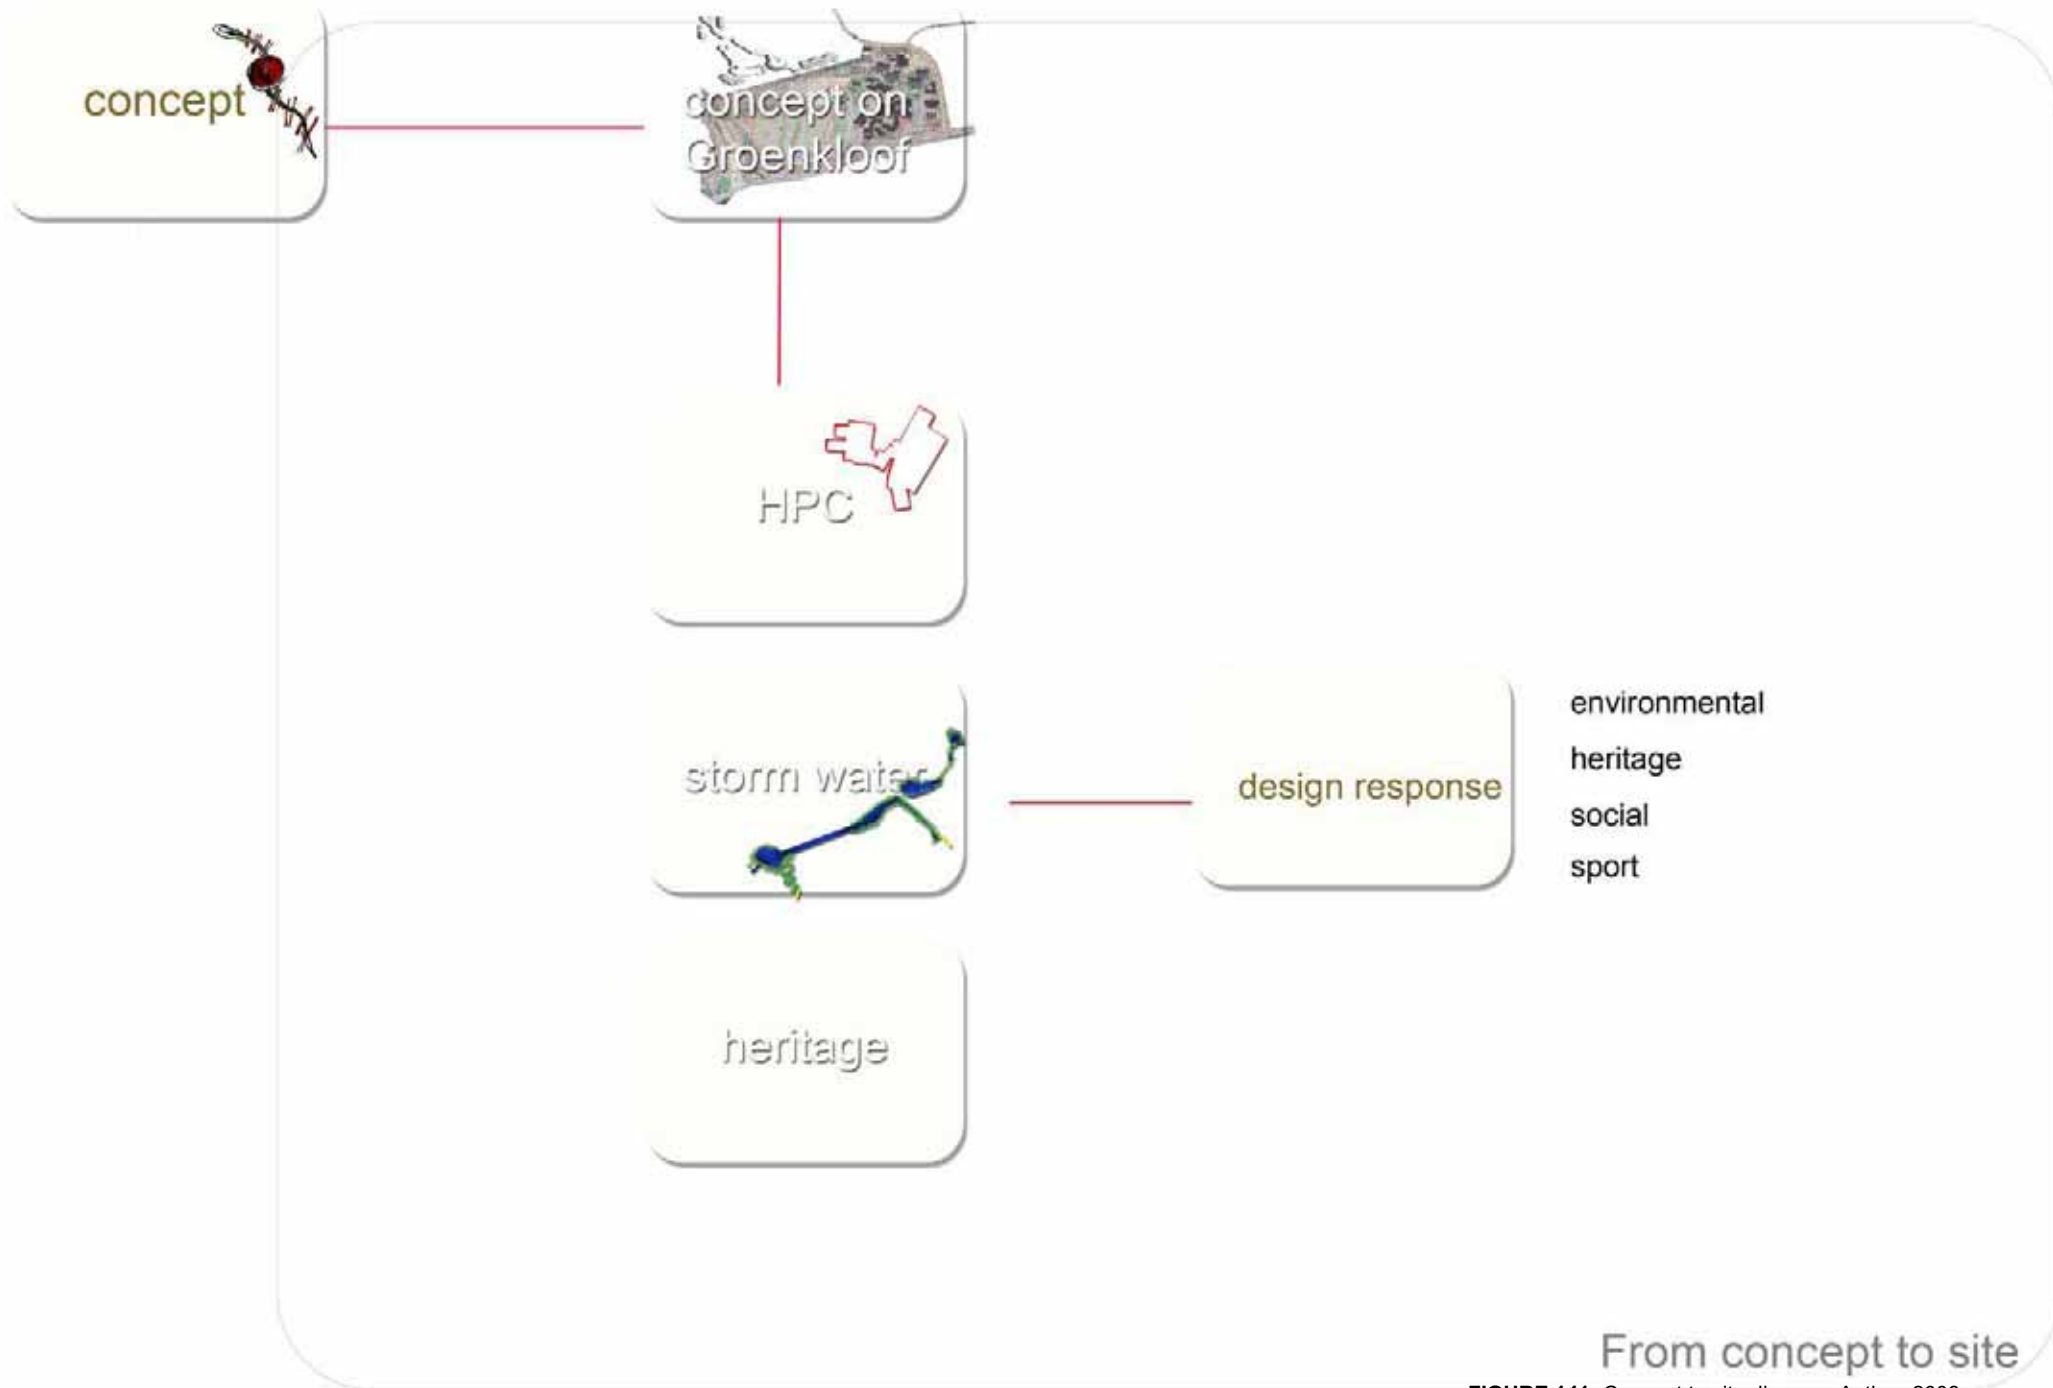 concept
concept on
Groenkloof
HPC
storm water
design response
environmental
heritage
social
sport
heritage
From concept to site